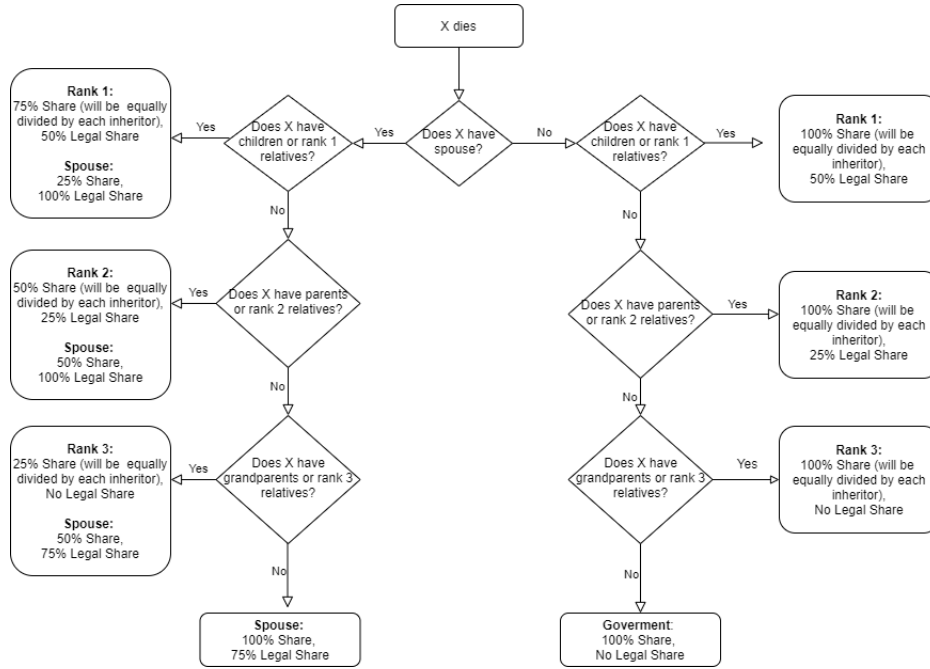 X dies
Rank 1:
75% Share (will be equally
divided by each inheritor),
50% Legal Share
Spouse:
25% Share,
100% Legal Share
Yes
Does X have
children or rank 1
relatives?
Yes
Does X have
spouse?
No
Does X have
children or rank 1
relatives?
Yes
Rank 1:
100% Share (will be
equally divided by each
inheritor),
50% Legal Share
No
No
Rank 2:
50% Share (will be equally
divided by each inheritor),
25% Legal Share
Spouse:
50% Share,
100% Legal Share
Yes
Does X have parents
or rank 2 relatives?
Does X have parents
or rank 2 relatives?
Yes
Rank 2:
100% Share (will be
equally divided by each
inheritor),
25% Legal Share
No
No
Rank 3:
25% Share (will be equally
divided by each inheritor),
No Legal Share
Spouse:
50% Share,
75% Legal Share
Yes
Does X have
grandparents or rank 3
relatives?
Does X have
grandparents or rank 3
relatives?
Yes
Rank 3:
100% Share (will be
equally divided by each
inheritor),
No Legal Share
No
No
Spouse:
100% Share,
75% Legal Share
Goverment:
100% Share,
No Legal Share